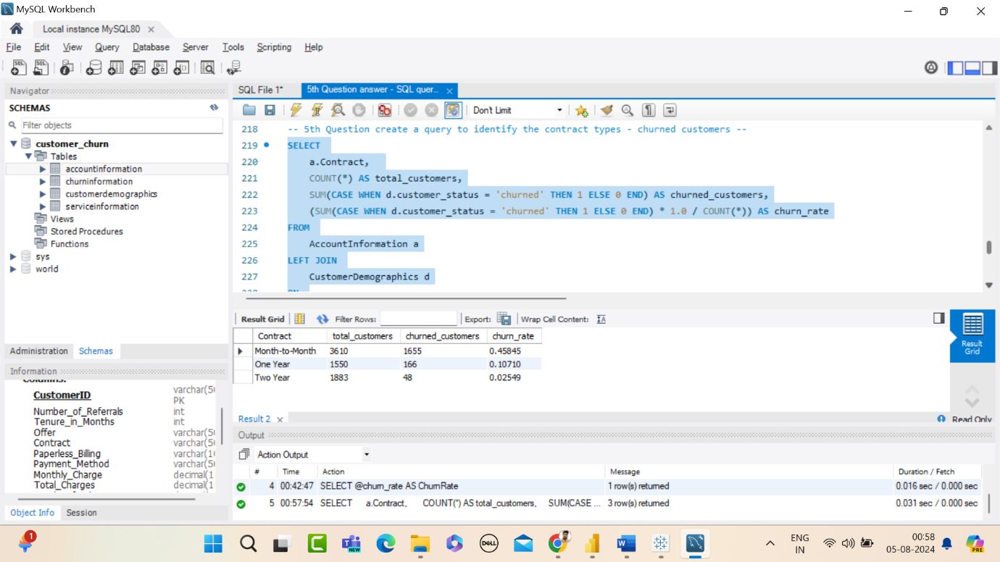 MySQL Workbench
Local instance MySQL80
File Edit View Query Database Server Tools Scripting Help
Navigator
SCHEMAS
Filter objects
customer_churn
Tables
accountinformation
churninformation
customerdemographics
serviceinformation
Views
Stored Procedures
Functions
sys
world
Administration Schemas
Information
Columns:
CustomerID varchar(50
PK
Number_of_Referrals int
Tenure_in_Months int
Offer varchar(50
Contract varchar(50
Paperless_Billing varchar(10
Payment_Method varchar(50
Monthly_Charge decimal(1
Total_Charges decimal(1
Object Info Session
SQL File 1* 5th Question answer - SQL quer...
Don't Limit
218 -- 5th Question create a query to identify the contract types - churned customers --
219 SELECT
220 a.Contract,
221 COUNT(*) AS total_customers,
222 SUM(CASE WHEN d.customer_status = 'churned' THEN 1 ELSE 0 END) AS churned_customers,
223 (SUM(CASE WHEN d.customer_status = 'churned' THEN 1 ELSE 0 END) * 1.0 / COUNT(*)) AS churn_rate
224 FROM
225 AccountInformation a
226 LEFT JOIN
227 CustomerDemographics d
228 ON
Result Grid Filter Rows: Export: Wrap Cell Content:
Contract total_customers churned_customers churn_rate
Month-to-Month 3610 1655 0.45845
One Year 1550 166 0.10710
Two Year 1883 48 0.02549
Result
Grid
Result 2
Read Only
Output
Action Output
# Time Action Message Duration / Fetch
4 00:42:47 SELECT @churn_rate AS ChurnRate 1 row(s) returned 0.016 sec / 0.000 sec
5 00:57:54 SELECT a.Contract, COUNT(*) AS total_customers, SUM(CASE ... 3 row(s) returned 0.031 sec / 0.000 sec
1
NEW
DELL
ENG
IN
00:58
05-08-2024
PRE